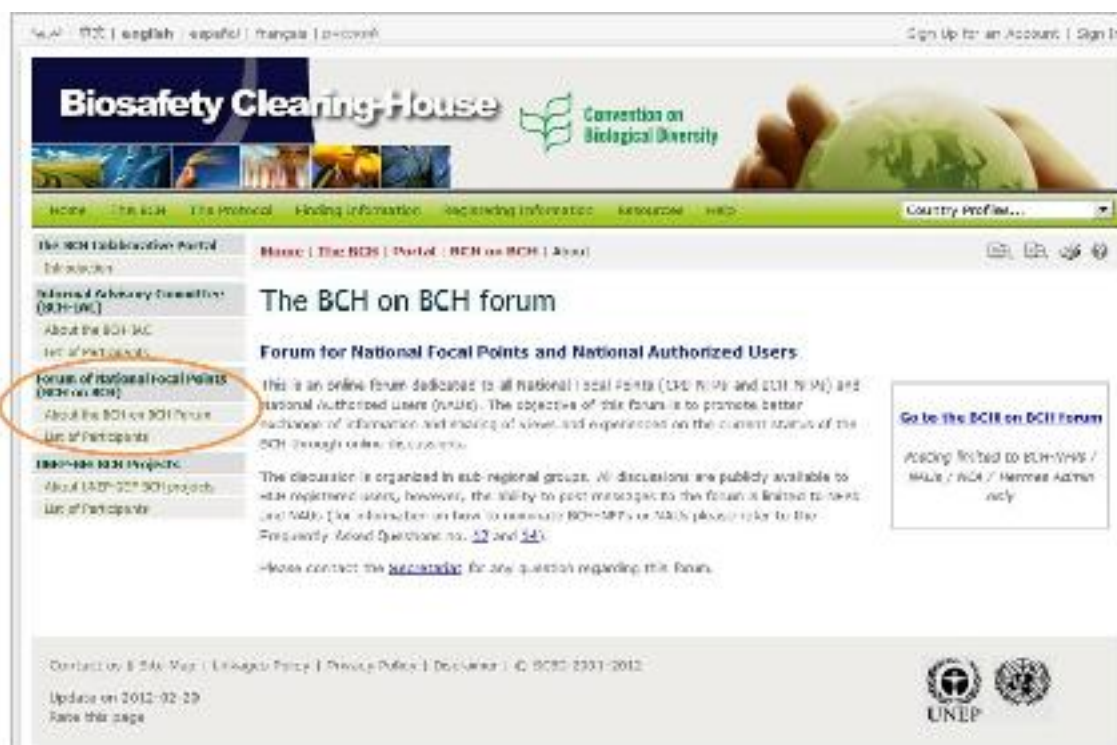 中文 | english | español | français | русский
Sign Up for an Account | Sign In
Biosafety Clearing-House
Convention on
Biological Diversity
Home The BCH The Protocol Finding Information Registering Information Resources Help
Country Profiles...
The BCH Collaborative Portal
Introduction
Informal Advisory Committee
(BCH-IAC)
About the BCH-IAC
List of Participants
Forum of National Focal Points
(BCH on BCH)
About the BCH on BCH Forum
List of Participants
UNEP-GEF BCH Projects
About UNEP-GEF BCH projects
List of Participants
Home | The BCH | Portal | BCH on BCH | About
The BCH on BCH forum
Forum for National Focal Points and National Authorized Users
This is an online forum dedicated to all National Focal Points (CPB NFPs and BCH NFPs) and
National Authorized Users (NAUs). The objective of this forum is to promote better
exchange of information and sharing of views and experienced on the current status of the
BCH through online discussions.
The discussion is organized in sub-regional groups. All discussions are publicly available to
BCH registered users, however, the ability to post messages to the forum is limited to NFPs
and NAUs (for information on how to nominate BCH-NFPs or NAUs please refer to the
Frequently Asked Questions no. 12 and 14).
Please contact the Secretariat for any question regarding this forum.
Go to the BCH on BCH Forum
Posting limited to BCH-NFPs /
NAUs / NCA / Hermes Admin
only
Contact us | Site Map | Linkages Policy | Privacy Policy | Disclaimer | © SCBD 2001-2012
Update on 2012-02-20
Rate this page
UNEP